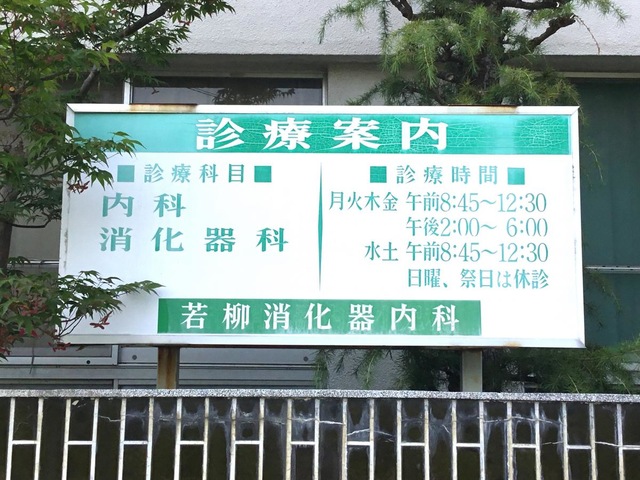 診療案内
■診療科目■
内科
消化器科
■診療時間■
月火木金 午前8:45～12:30
午後2:00～ 6:00
水土 午前8:45～12:30
日曜、祭日は休診
若柳消化器内科